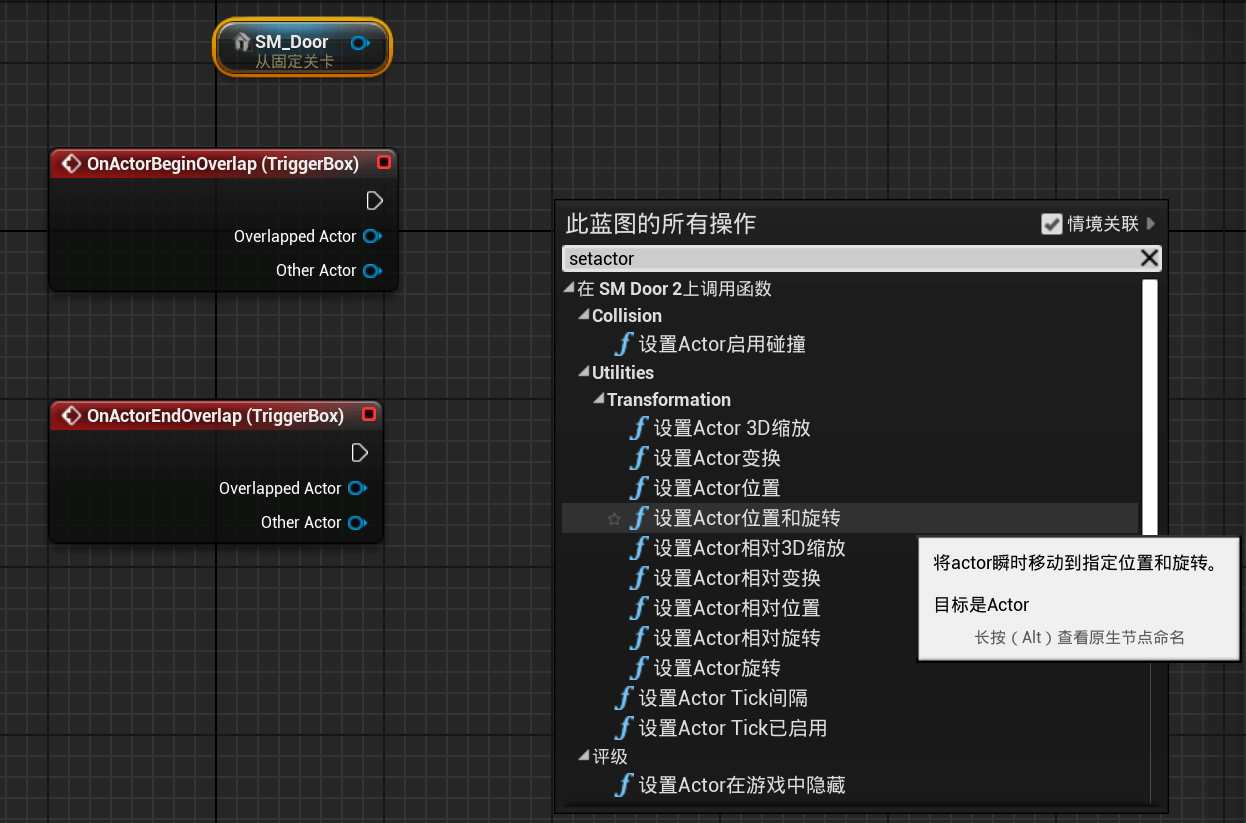 SM_Door
从固定关卡
OnActorBeginOverlap (TriggerBox)
Overlapped Actor
Other Actor
OnActorEndOverlap (TriggerBox)
Overlapped Actor
Other Actor
此蓝图的所有操作
情境关联
setactor
在 SM Door 2上调用函数
Collision
设置Actor启用碰撞
Utilities
Transformation
设置Actor 3D缩放
设置Actor变换
设置Actor位置
设置Actor位置和旋转
设置Actor相对3D缩放
设置Actor相对变换
设置Actor相对位置
设置Actor相对旋转
设置Actor旋转
设置Actor Tick间隔
设置Actor Tick已启用
评级
设置Actor在游戏中隐藏
将actor瞬时移动到指定位置和旋转。
目标是Actor
长按（Alt）查看原生节点命名